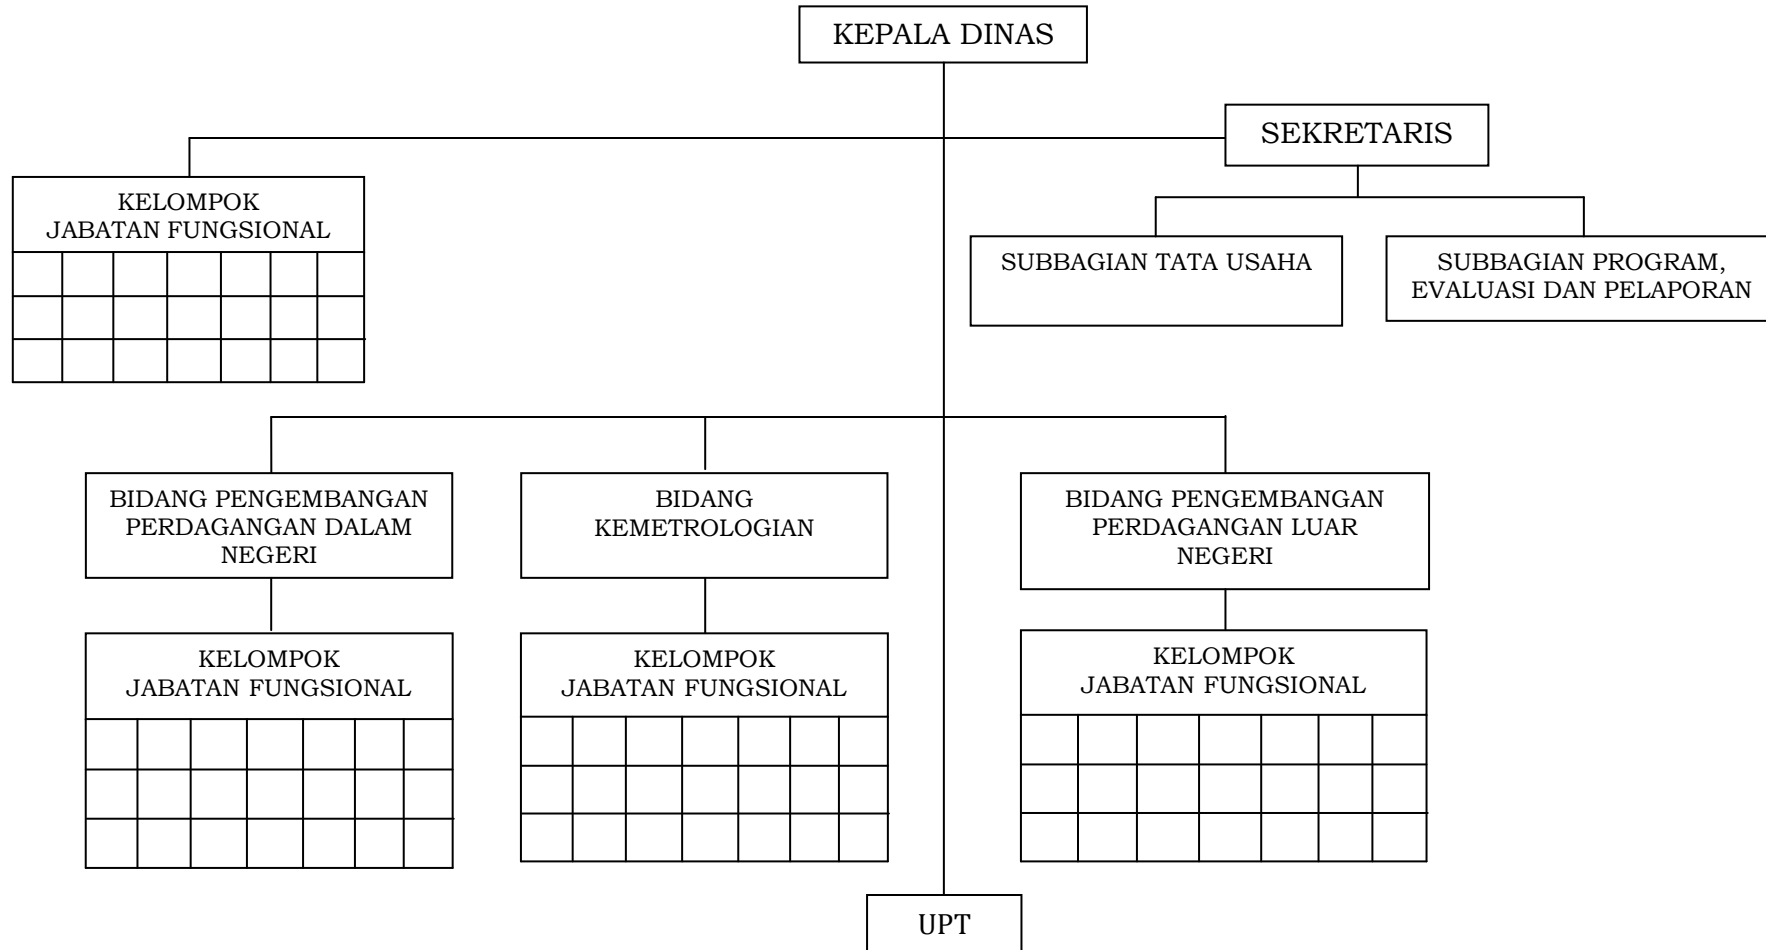 KEPALA DINAS
SEKRETARIS
KELOMPOK
JABATAN FUNGSIONAL
SUBBAGIAN TATA USAHA
SUBBAGIAN PROGRAM,
EVALUASI DAN PELAPORAN
BIDANG PENGEMBANGAN
PERDAGANGAN DALAM
NEGERI
BIDANG
KEMETROLOGIAN
BIDANG PENGEMBANGAN
PERDAGANGAN LUAR
NEGERI
KELOMPOK
JABATAN FUNGSIONAL
KELOMPOK
JABATAN FUNGSIONAL
KELOMPOK
JABATAN FUNGSIONAL
UPT